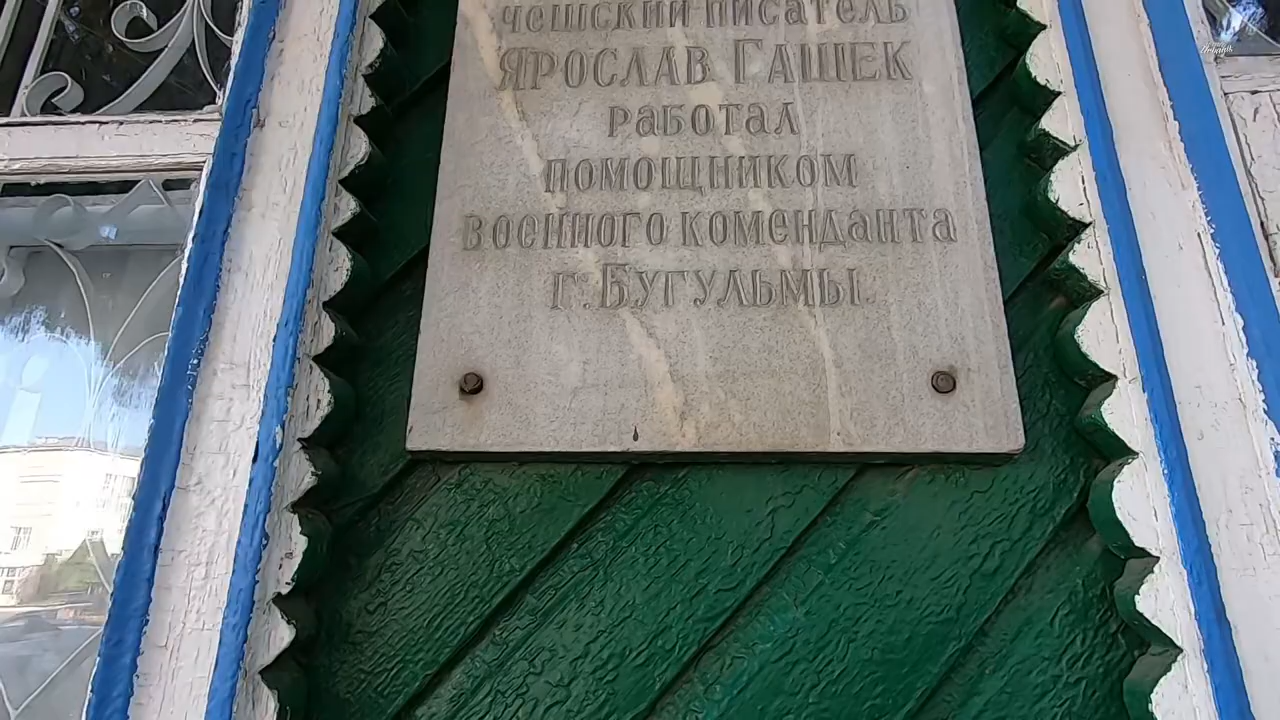 чешский писатель
ЯРОСЛАВ ГАШЕК
работал
помощником
военного коменданта
г. Бугульмы.